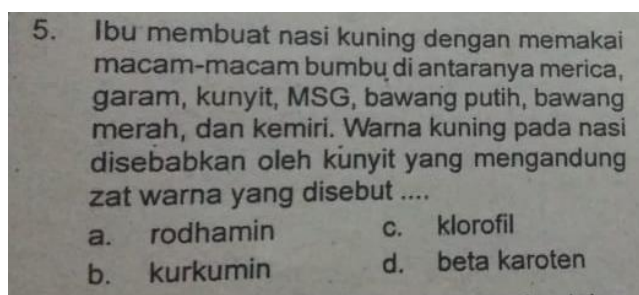 5. Ibu membuat nasi kuning dengan memakai
macam-macam bumbu di antaranya merica,
garam, kunyit, MSG, bawang putih, bawang
merah, dan kemiri. Warna kuning pada nasi
disebabkan oleh kunyit yang mengandung
zat warna yang disebut ....
a. rodhamin c. klorofil
b. kurkumin d. beta karoten